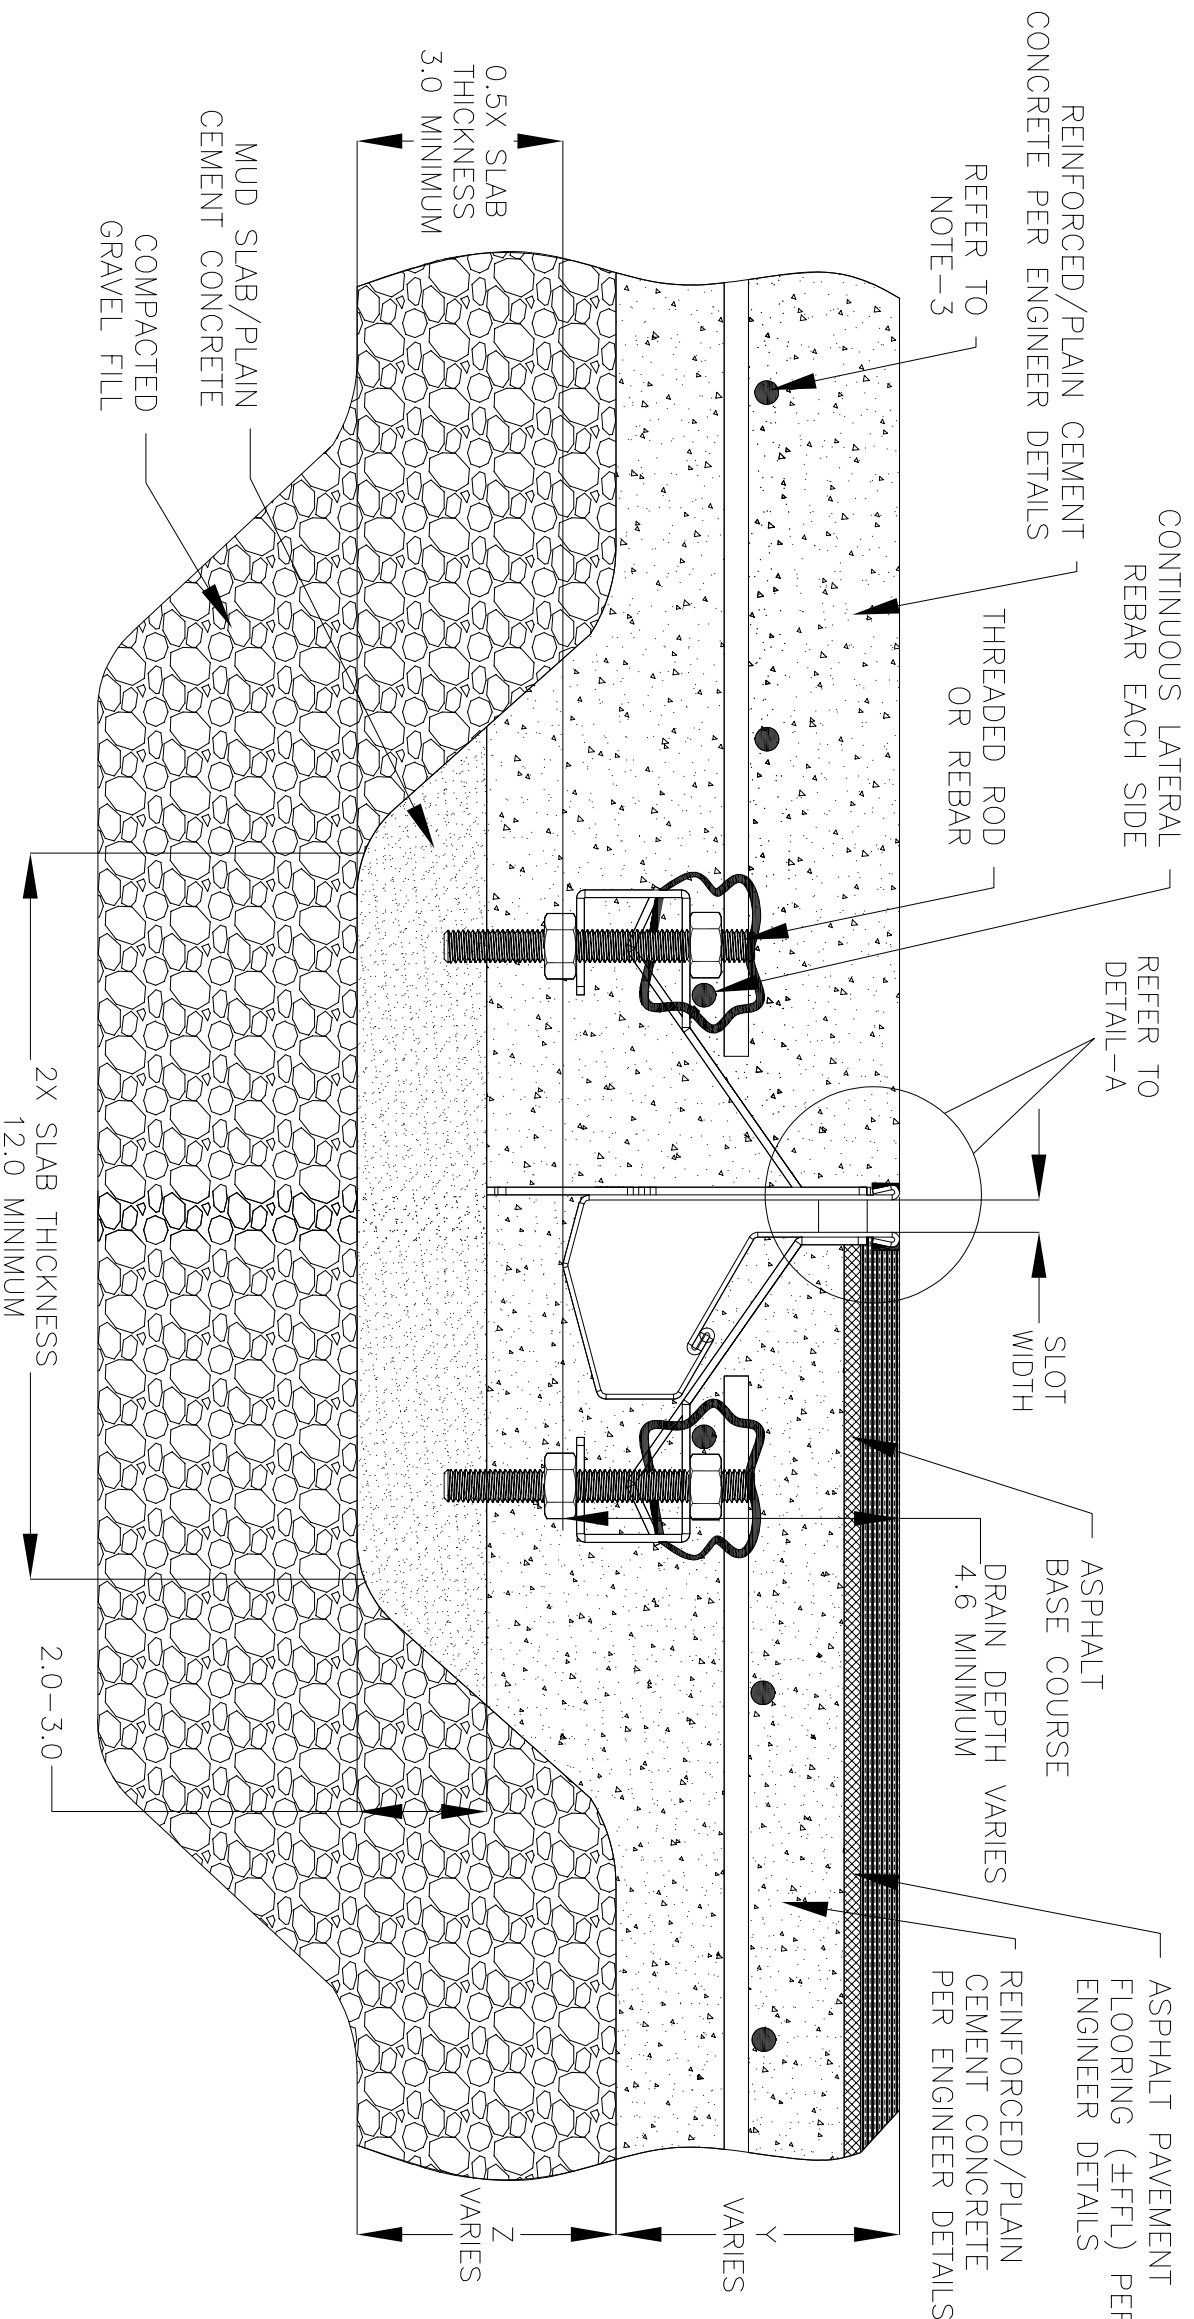 REINFORCED/PLAIN CEMENT
CONCRETE PER ENGINEER DETAILS
REFER TO
NOTE-3
CONTINUOUS LATERAL
REBAR EACH SIDE
THREADED ROD
OR REBAR
REFER TO
DETAIL-A
SLOT
WIDTH
ASPHALT
BASE COURSE
DRAIN DEPTH VARIES
4.6 MINIMUM
ASPHALT PAVEMENT
FLOORING (±FFL) PER
ENGINEER DETAILS
REINFORCED/PLAIN
CEMENT CONCRETE
PER ENGINEER DETAILS
Y
VARIES
Z
VARIES
0.5X SLAB
THICKNESS
3.0 MINIMUM
MUD SLAB/PLAIN
CEMENT CONCRETE
COMPACTED
GRAVEL FILL
2X SLAB THICKNESS
12.0 MINIMUM
2.0-3.0